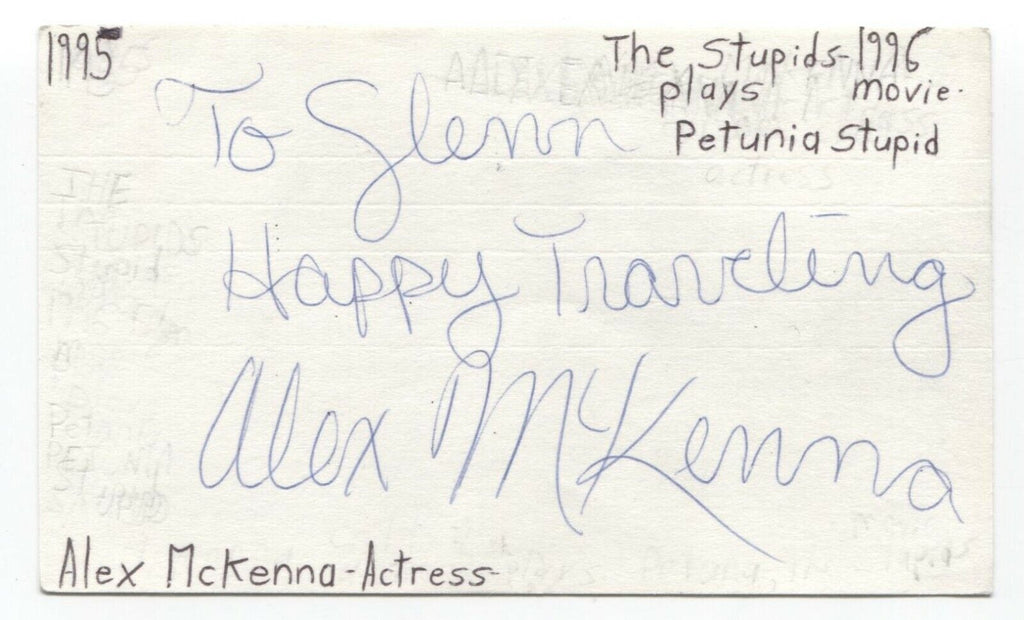 1995
The Stupids-1996
plays movie.
Petunia Stupid
To Glenn
Happy Traveling
Alex McKenna
Alex McKenna-Actress-